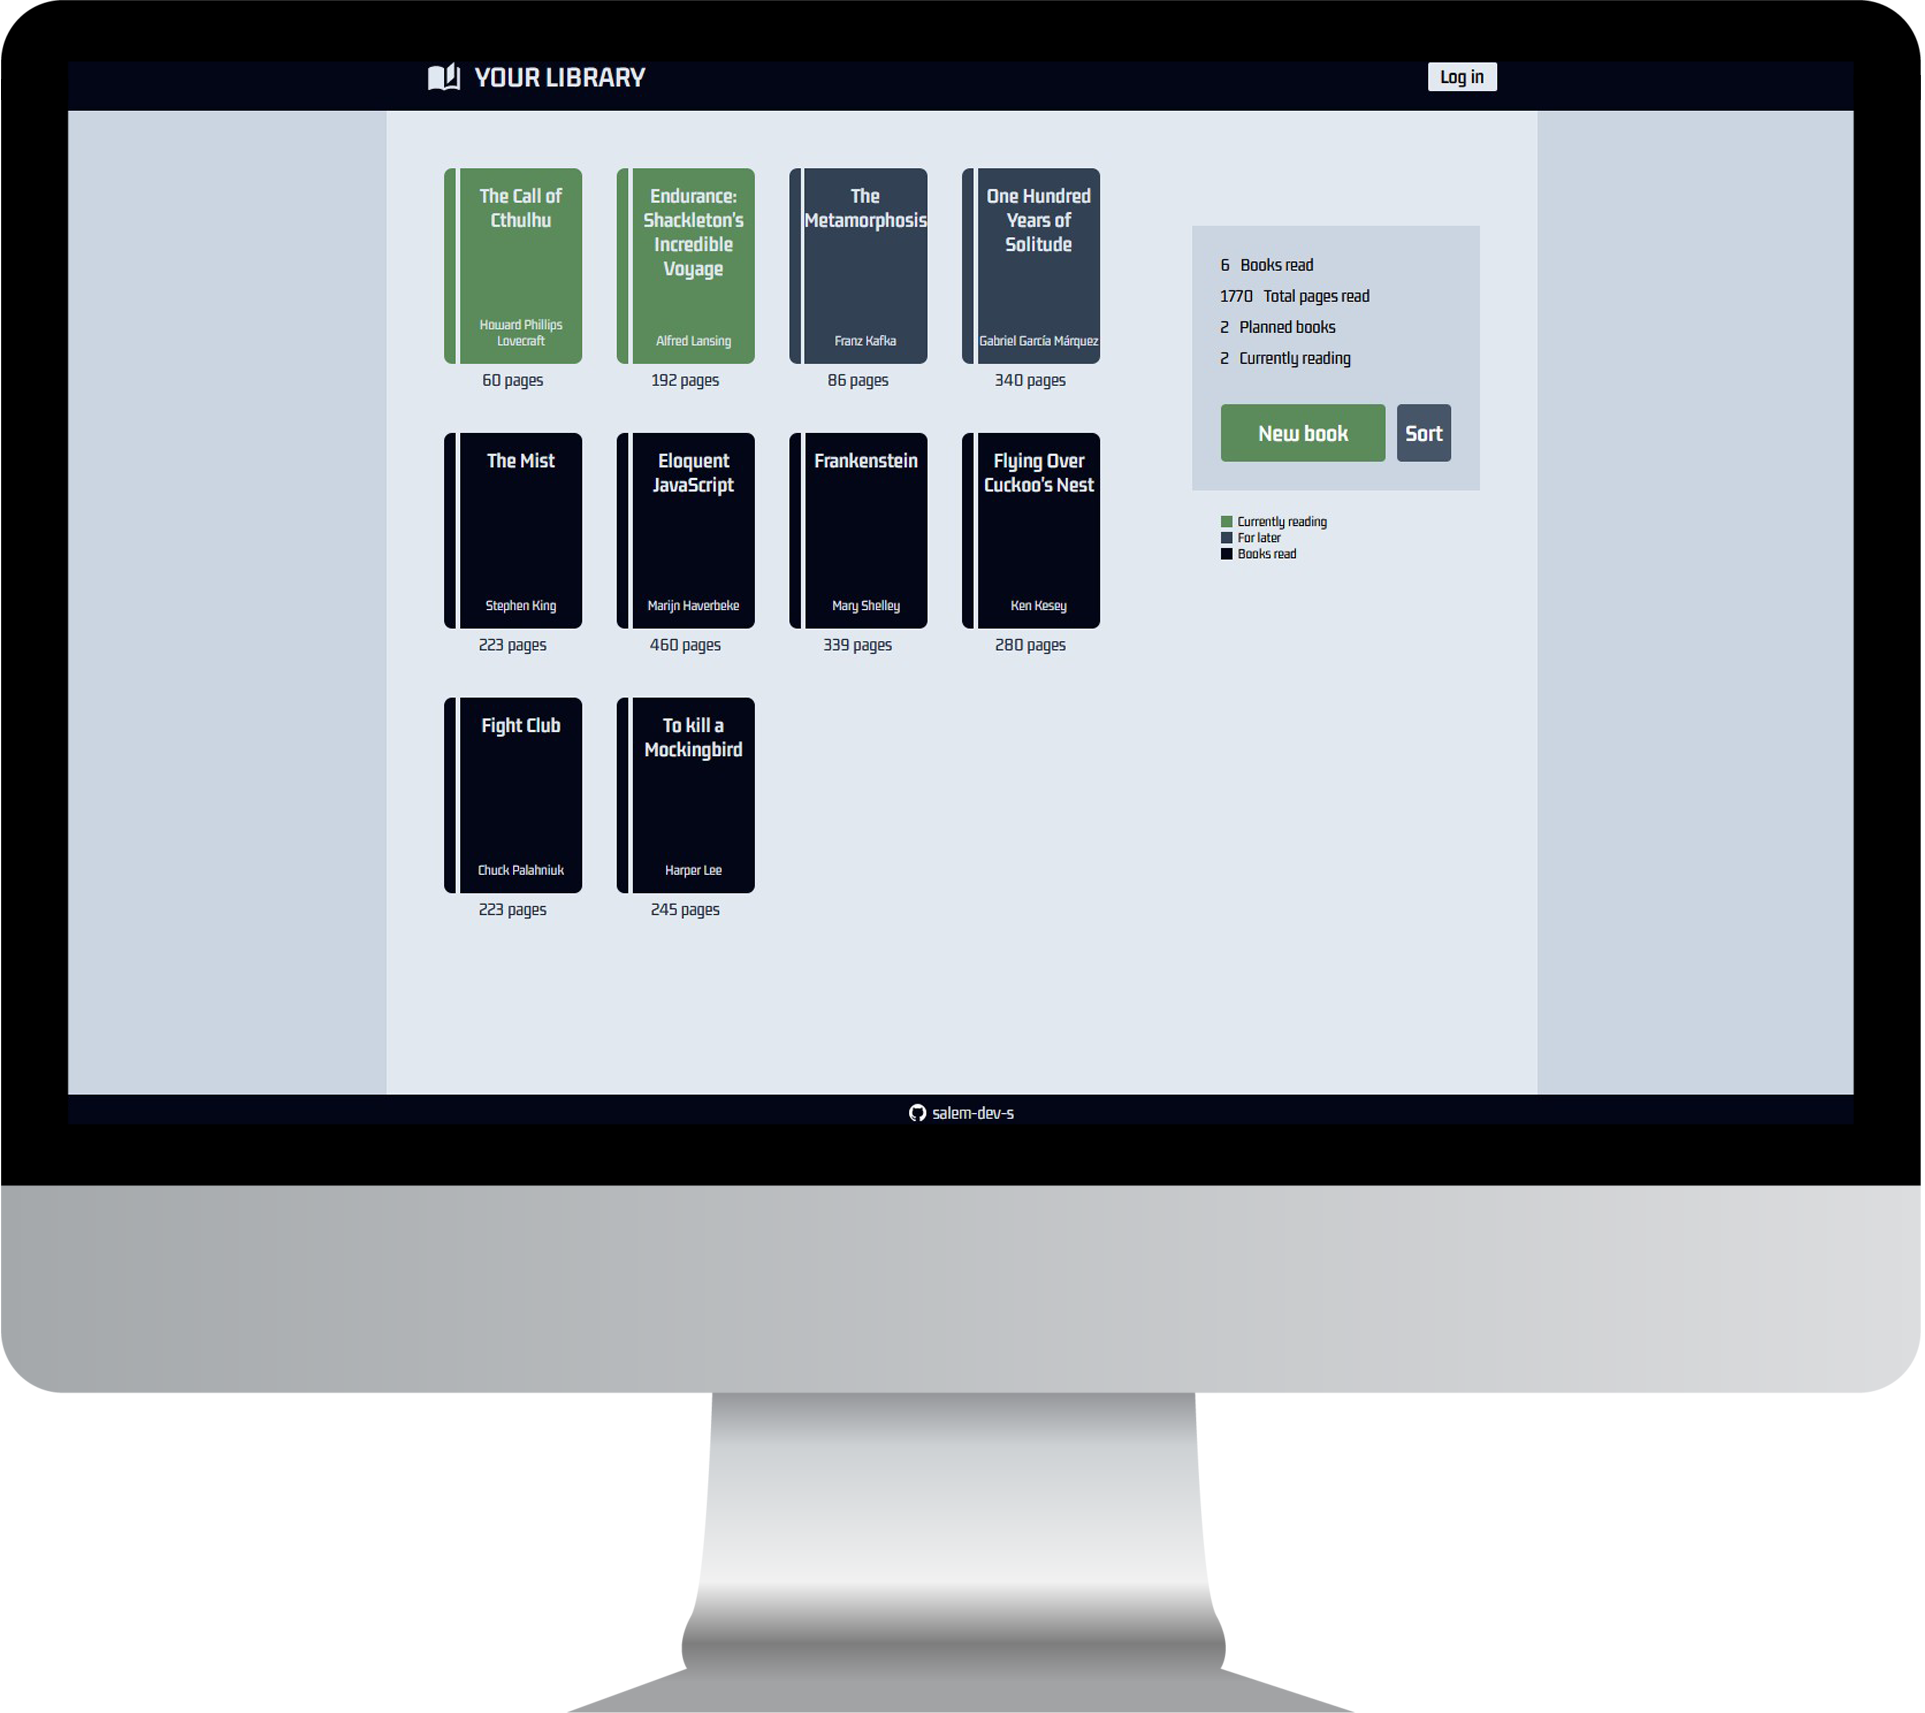 YOUR LIBRARY
Log in
The Call of
Cthulhu
Howard Phillips
Lovecraft
60 pages
Endurance:
Shackleton's
Incredible
Voyage
Alfred Lansing
192 pages
The
Metamorphosis
Franz Kafka
86 pages
One Hundred
Years of
Solitude
Gabriel García Márquez
340 pages
The Mist
Stephen King
223 pages
Eloquent
JavaScript
Marijn Haverbeke
460 pages
Frankenstein
Mary Shelley
339 pages
Flying Over
Cuckoo's Nest
Ken Kesey
280 pages
Fight Club
Chuck Palahniuk
223 pages
To kill a
Mockingbird
Harper Lee
245 pages
6 Books read
1770 Total pages read
2 Planned books
2 Currently reading
New book
Sort
Currently reading
For later
Books read
salem-dev-s